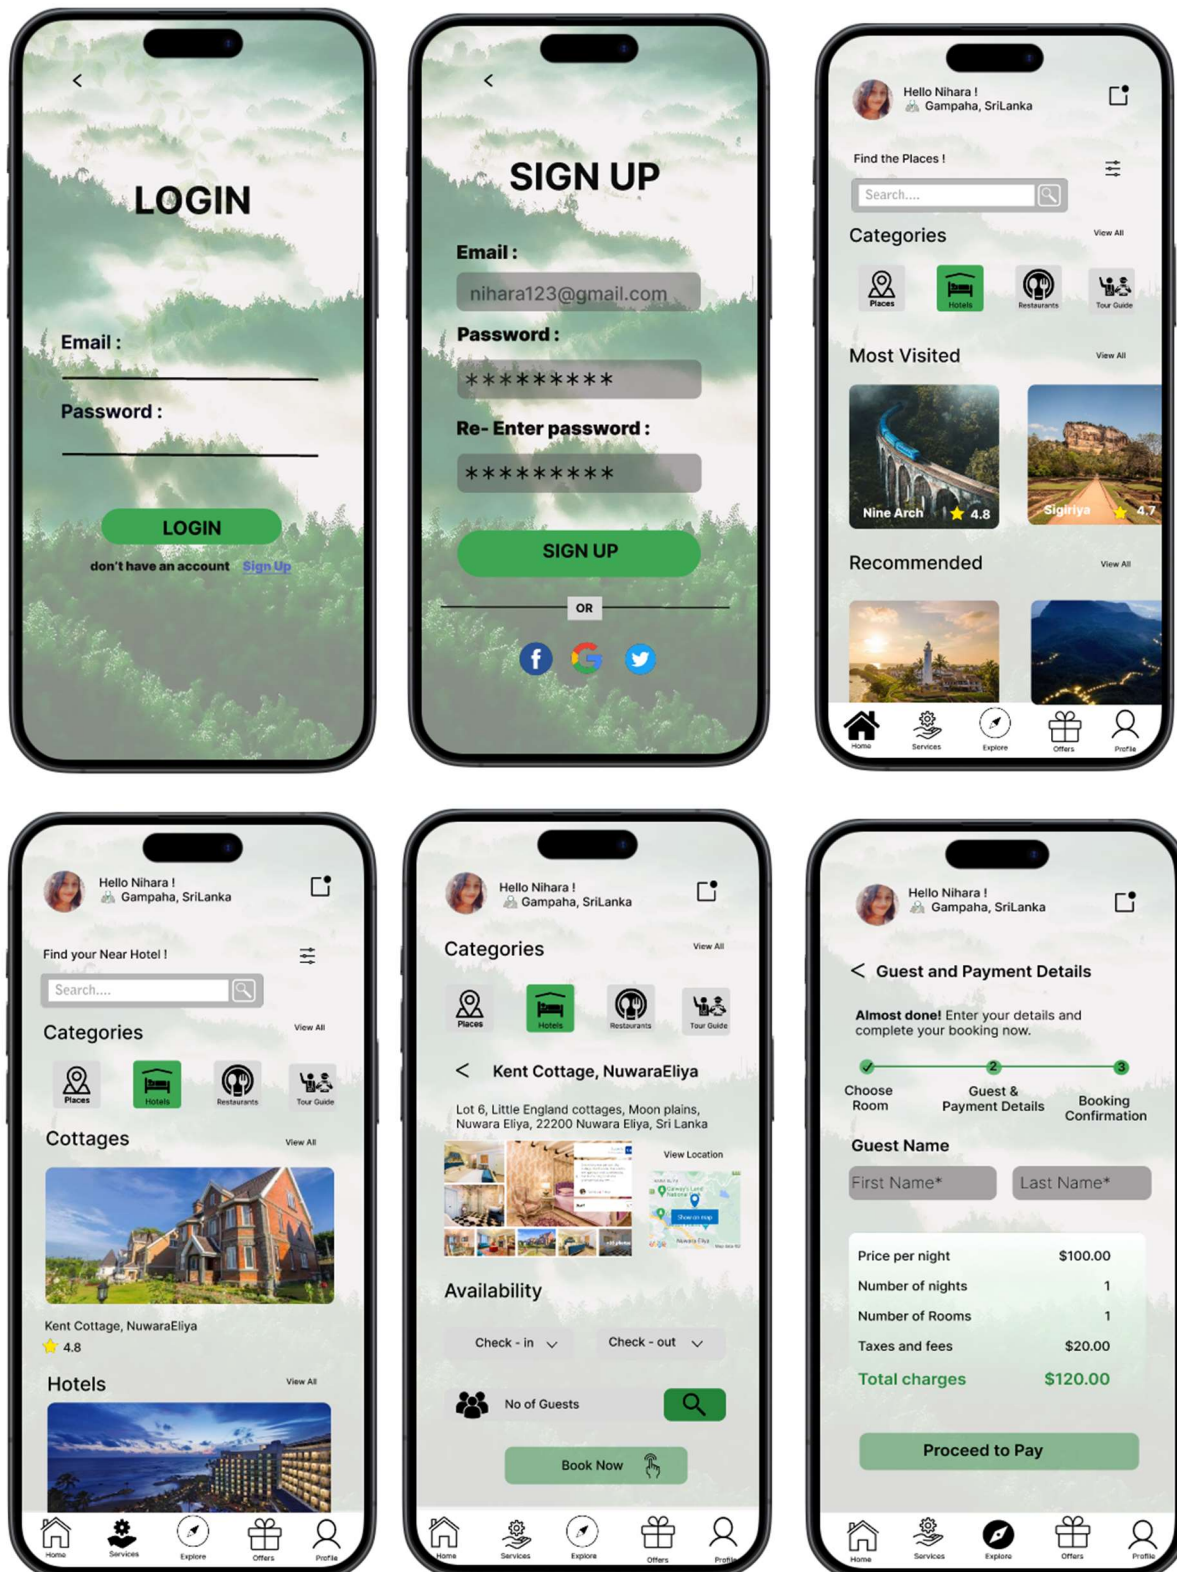 <
LOGIN
Email :
Password :
LOGIN
don't have an account Sign Up
<
SIGN UP
Email :
nihara123@gmail.com
Password :
*********
Re- Enter password :
*********
SIGN UP
OR
Hello Nihara !
Gampaha, SriLanka
Find the Places !
Search....
Categories View All
Places Hotels Restaurants Tour Guide
Most Visited View All
Nine Arch 4.8 Sigiriya 4.7
Recommended View All
Home Services Explore Offers Profile
Hello Nihara !
Gampaha, SriLanka
Find your Near Hotel !
Search....
Categories View All
Places Hotels Restaurants Tour Guide
Cottages View All
Kent Cottage, NuwaraEliya
4.8
Hotels View All
Home Services Explore Offers Profile
Hello Nihara !
Gampaha, SriLanka
Categories View All
Places Hotels Restaurants Tour Guide
< Kent Cottage, NuwaraEliya
Lot 6, Little England cottages, Moon plains,
Nuwara Eliya, 22200 Nuwara Eliya, Sri Lanka
View Location
Show on map
Nuwara Eliya
Availability
Check - in Check - out
No of Guests
Book Now
Home Services Explore Offers Profile
Hello Nihara !
Gampaha, SriLanka
< Guest and Payment Details
Almost done! Enter your details and
complete your booking now.
2 3
Choose Room
Guest & Payment Details
Booking Confirmation
Guest Name
First Name* Last Name*
Price per night $100.00
Number of nights 1
Number of Rooms 1
Taxes and fees $20.00
Total charges $120.00
Proceed to Pay
Home Services Explore Offers Profile